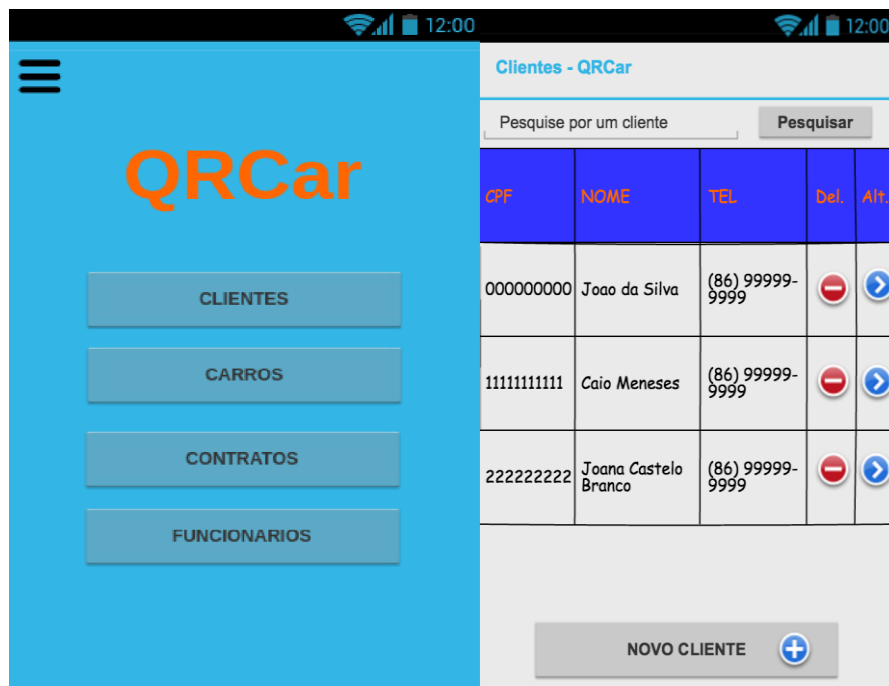 12:00
QRCar
CLIENTES
CARROS
CONTRATOS
FUNCIONARIOS
12:00
Clientes - QRCar
Pesquise por um cliente Pesquisar
CPF NOME TEL Del. Alt.
000000000 Joao da Silva (86) 99999-
9999
11111111111 Caio Meneses (86) 99999-
9999
222222222 Joana Castelo (86) 99999-
Branco 9999
NOVO CLIENTE